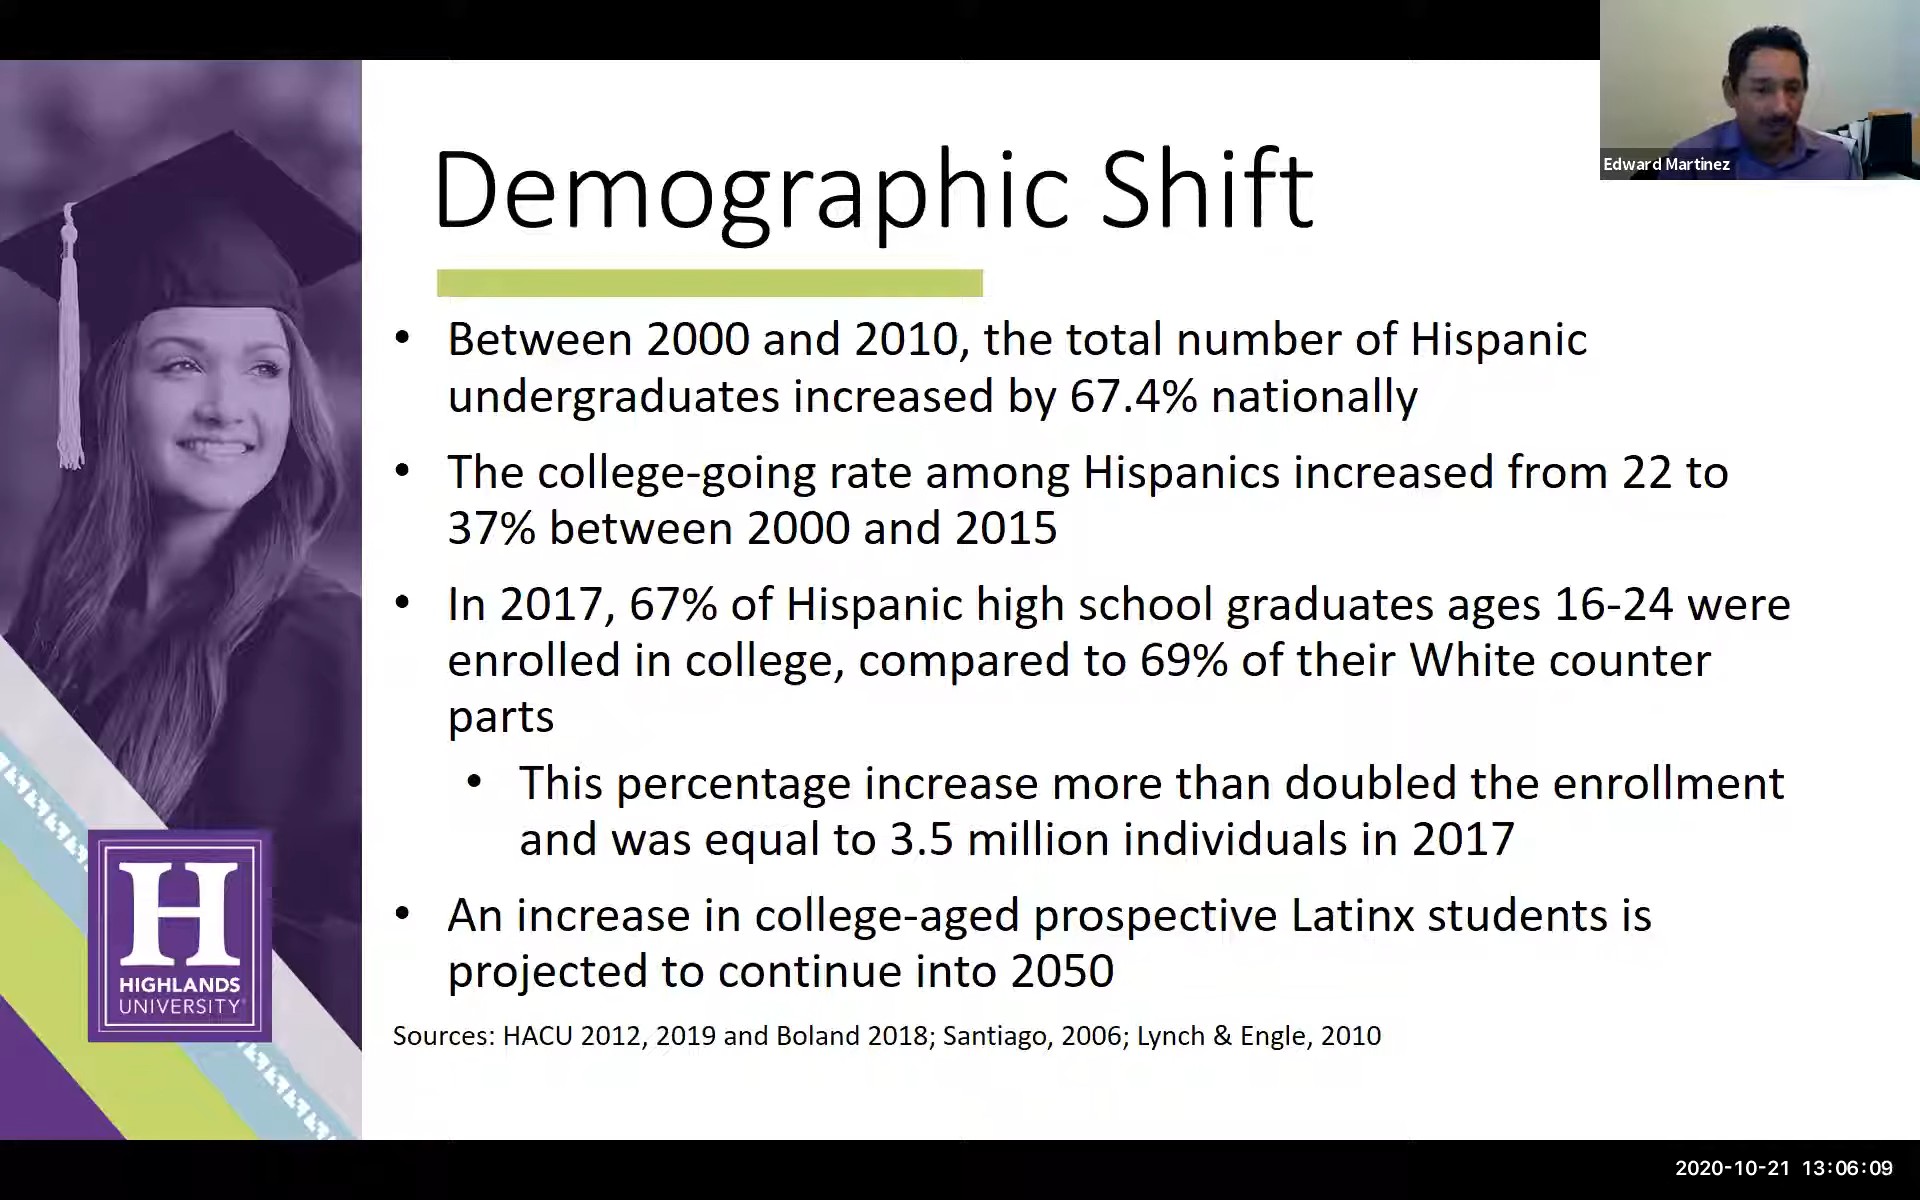 Edward Martinez
Demographic Shift
• Between 2000 and 2010, the total number of Hispanic
undergraduates increased by 67.4% nationally
• The college-going rate among Hispanics increased from 22 to
37% between 2000 and 2015
• In 2017, 67% of Hispanic high school graduates ages 16-24 were
enrolled in college, compared to 69% of their White counter
parts
• This percentage increase more than doubled the enrollment
and was equal to 3.5 million individuals in 2017
• An increase in college-aged prospective Latinx students is
projected to continue into 2050
Sources: HACU 2012, 2019 and Boland 2018; Santiago, 2006; Lynch & Engle, 2010
H
HIGHLANDS
UNIVERSITY
2020-10-21 13:06:09